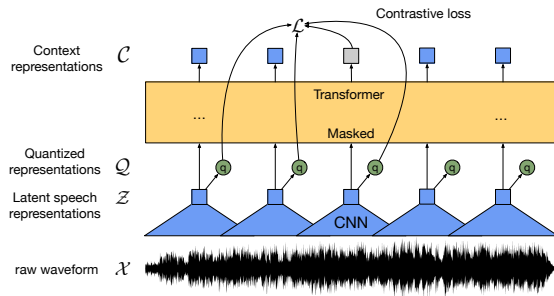 Contrastive loss
ℒ
Context
representations
𝒞
Transformer
...
...
Masked
Quantized
representations
𝒬
q
q
q
q
q
Latent speech
representations
𝒵
CNN
raw waveform
𝒳